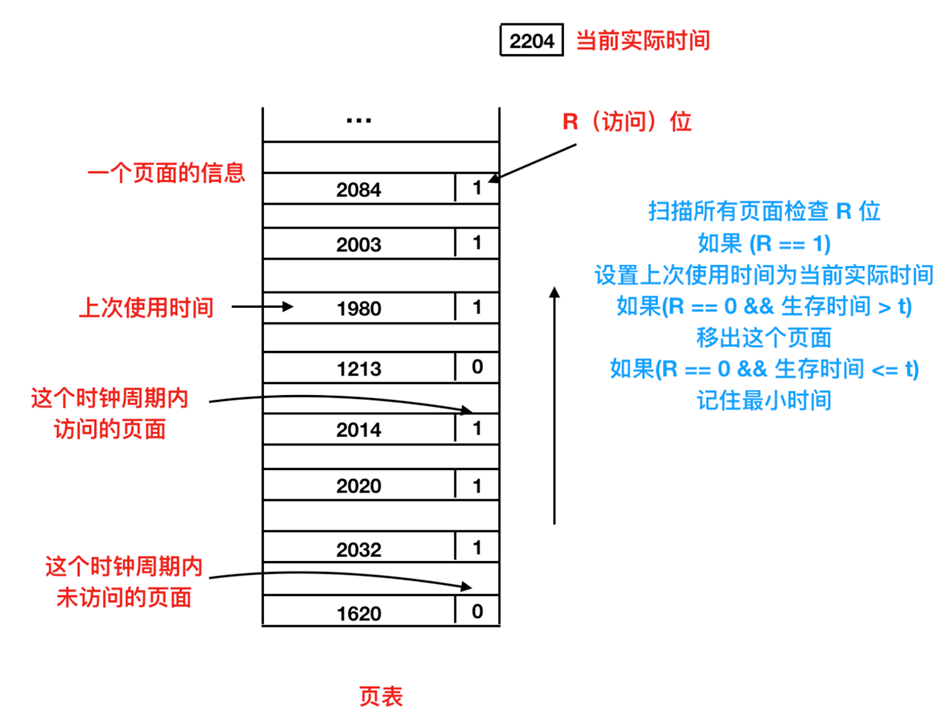 2204 当前实际时间
...
R（访问）位
一个页面的信息
2084 1
2003 1
上次使用时间
1980 1
1213 0
这个时钟周期内
访问的页面
2014 1
2020 1
2032 1
这个时钟周期内
未访问的页面
1620 0
扫描所有页面检查 R 位
如果 (R == 1)
设置上次使用时间为当前实际时间
如果(R == 0 && 生存时间 > t)
移出这个页面
如果(R == 0 && 生存时间 <= t)
记住最小时间
页表